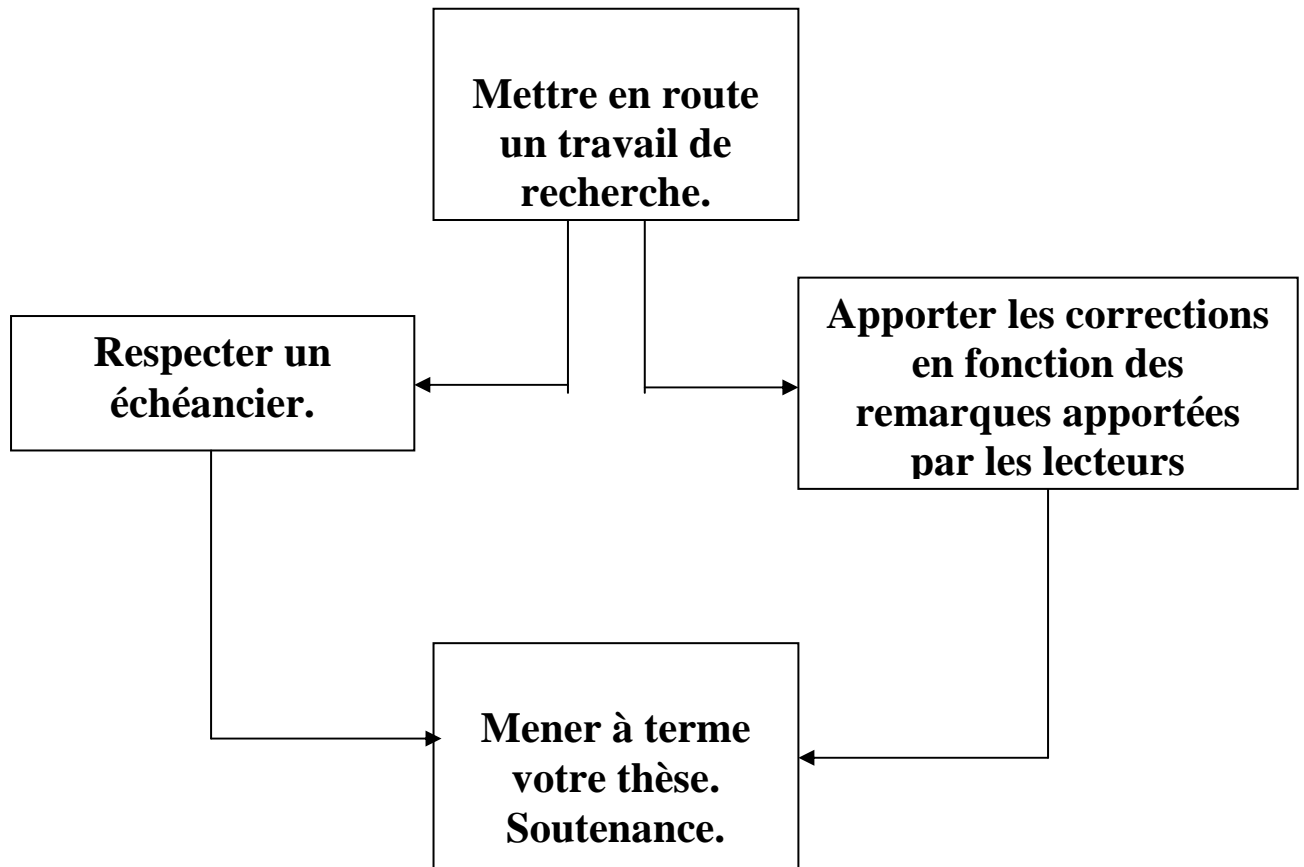 Mettre en route
un travail de
recherche.
Respecter un
échéancier.
Apporter les corrections
en fonction des
remarques apportées
par les lecteurs
Mener à terme
votre thèse.
Soutenance.